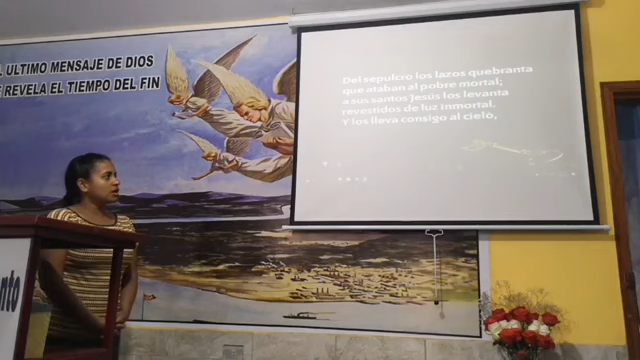 L ULTIMO MENSAJE DE DIOS
E REVELA EL TIEMPO DEL FIN
Del sepulcro los lazos quebranta
que ataban al pobre mortal;
a sus santos Jesús los levanta
revestidos de luz inmortal.
Y los lleva consigo al cielo,
nto